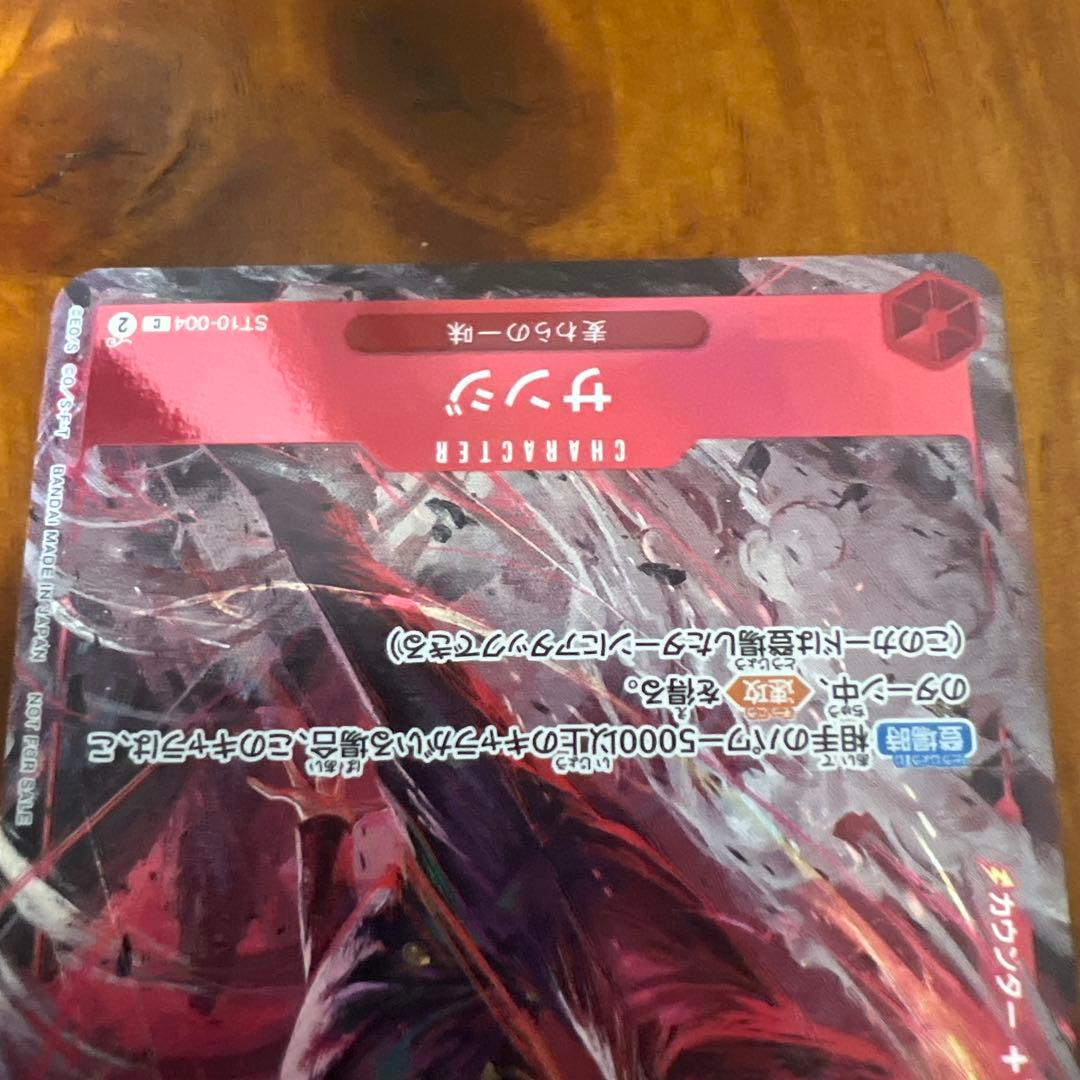 ⚡カウンター +
登場時 相手のパワー5000以上のキャラがいる場合、このキャラは、こ
のターン中、速攻を得る。
(このカードは登場したターンにアタックできる)
CHARACTER
サンジ
麦わらの一味
ST10-004 C 2
©EO/S ©O/S・F・T BANDAI MADE IN JAPAN NOT FOR SALE